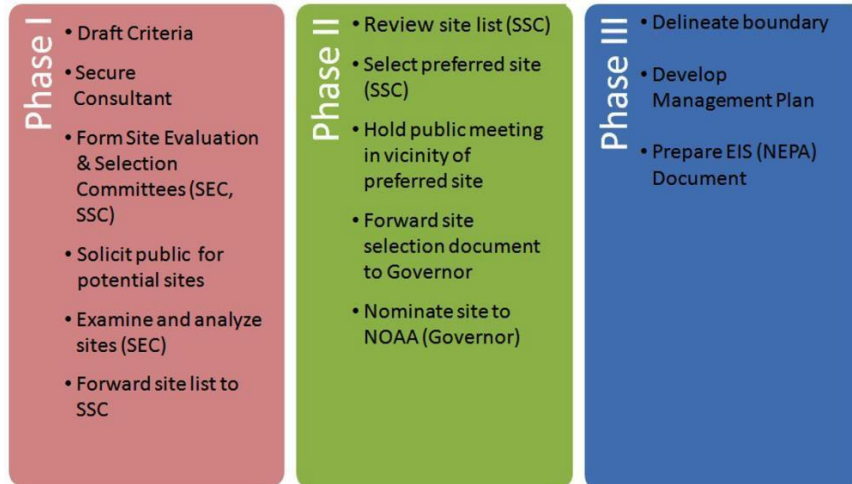 Phase I
• Draft Criteria
• Secure
Consultant
• Form Site Evaluation
& Selection
Committees (SEC,
SSC)
• Solicit public for
potential sites
• Examine and analyze
sites (SEC)
• Forward site list to
SSC
Phase II
• Review site list (SSC)
• Select preferred site
(SSC)
• Hold public meeting
in vicinity of
preferred site
• Forward site
selection document
to Governor
• Nominate site to
NOAA (Governor)
Phase III
• Delineate boundary
• Develop
Management Plan
• Prepare EIS (NEPA)
Document